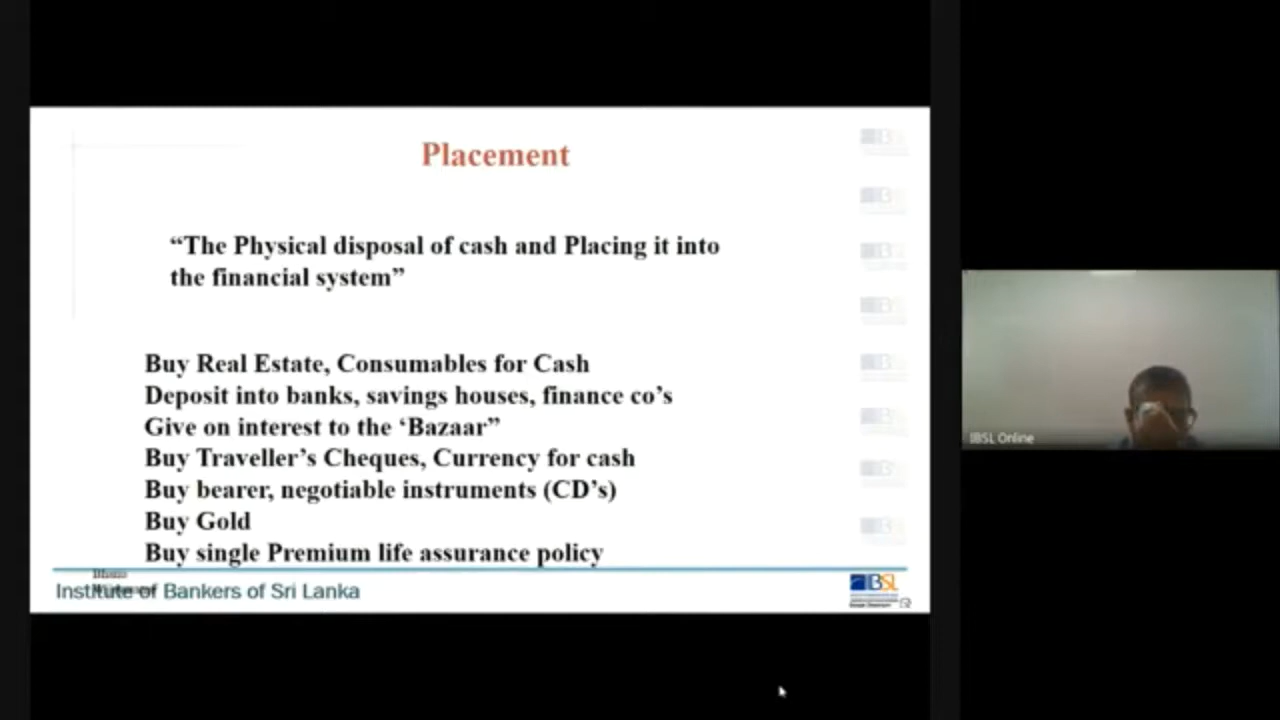 Placement
“The Physical disposal of cash and Placing it into
the financial system”
Buy Real Estate, Consumables for Cash
Deposit into banks, savings houses, finance co’s
Give on interest to the ‘Bazaar”
Buy Traveller’s Cheques, Currency for cash
Buy bearer, negotiable instruments (CD’s)
Buy Gold
Buy single Premium life assurance policy
Institute of Bankers of Sri Lanka
IBSL
IBSL Online